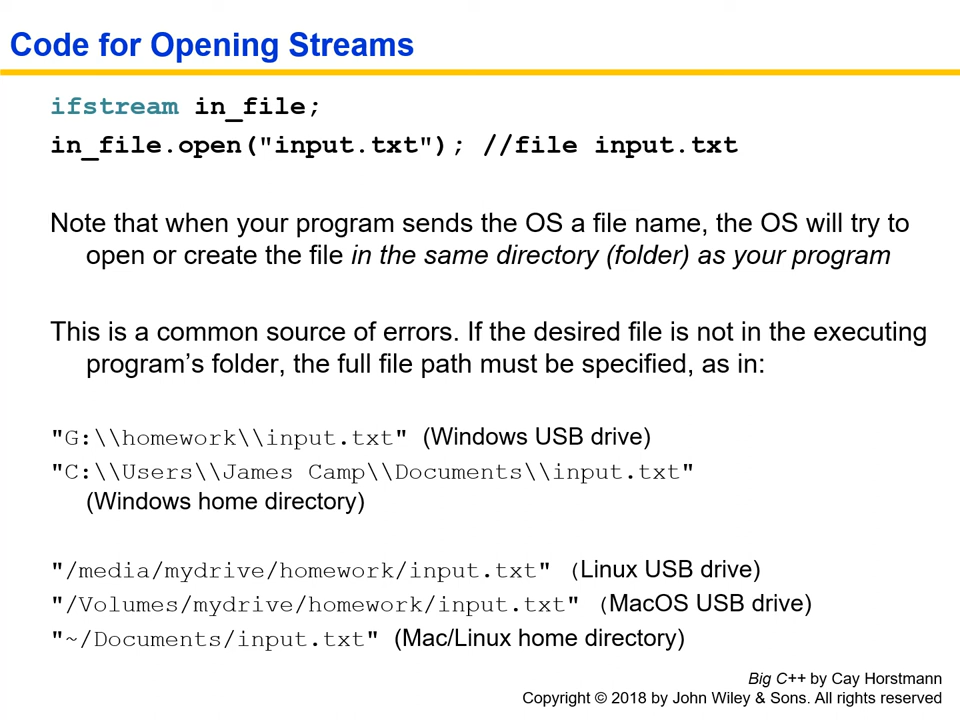 Code for Opening Streams
ifstream in_file;
in_file.open("input.txt"); //file input.txt
Note that when your program sends the OS a file name, the OS will try to
open or create the file in the same directory (folder) as your program
This is a common source of errors. If the desired file is not in the executing
program’s folder, the full file path must be specified, as in:
"G:\\homework\\input.txt" (Windows USB drive)
"C:\\Users\\James Camp\\Documents\\input.txt"
(Windows home directory)
"/media/mydrive/homework/input.txt" (Linux USB drive)
"/Volumes/mydrive/homework/input.txt" (MacOS USB drive)
"~/Documents/input.txt" (Mac/Linux home directory)
Big C++ by Cay Horstmann
Copyright © 2018 by John Wiley & Sons. All rights reserved